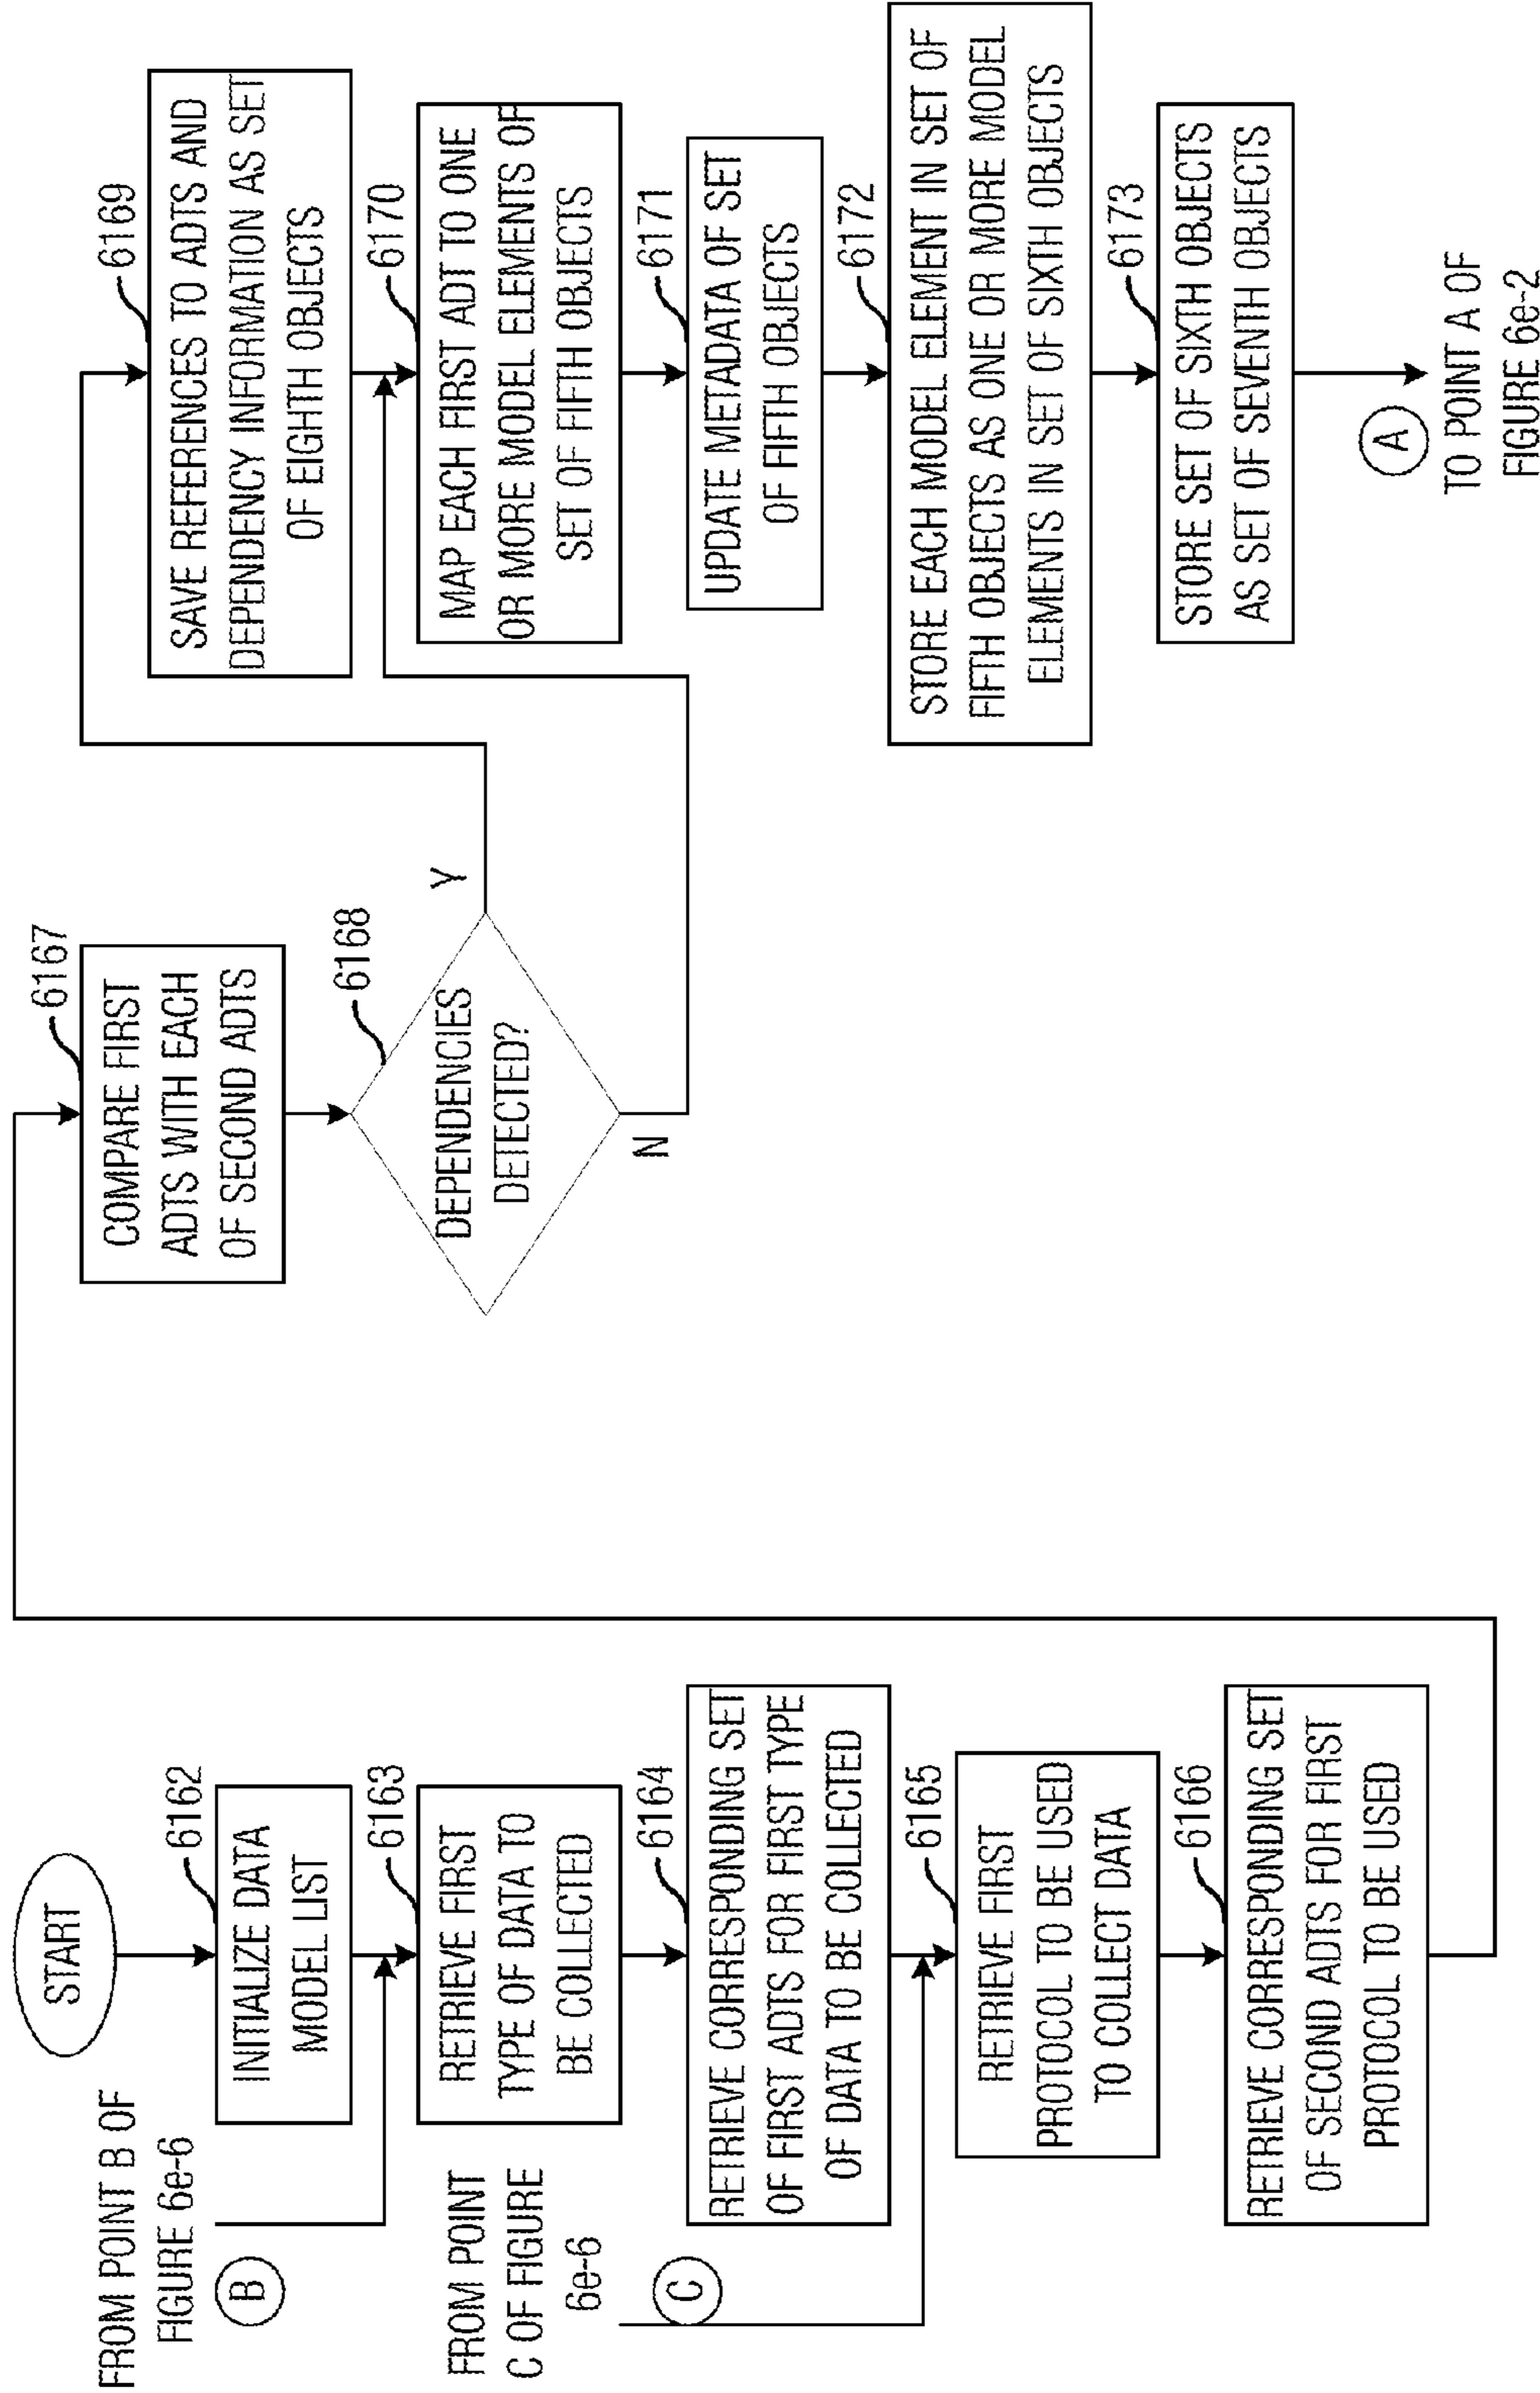 START
FROM POINT B OF
FIGURE 6e-6
B
6162
INITIALIZE DATA
MODEL LIST
6163
RETRIEVE FIRST
TYPE OF DATA TO
BE COLLECTED
FROM POINT
C OF FIGURE
6e-6
C
6164
RETRIEVE CORRESPONDING SET
OF FIRST ADTS FOR FIRST TYPE
OF DATA TO BE COLLECTED
6165
RETRIEVE FIRST
PROTOCOL TO BE USED
TO COLLECT DATA
6166
RETRIEVE CORRESPONDING SET
OF SECOND ADTS FOR FIRST
PROTOCOL TO BE USED
6167
COMPARE FIRST
ADTS WITH EACH
OF SECOND ADTS
6168
DEPENDENCIES
DETECTED?
Y
N
6169
SAVE REFERENCES TO ADTS AND
DEPENDENCY INFORMATION AS SET
OF EIGHTH OBJECTS
6170
MAP EACH FIRST ADT TO ONE
OR MORE MODEL ELEMENTS OF
SET OF FIFTH OBJECTS
6171
UPDATE METADATA OF SET
OF FIFTH OBJECTS
6172
STORE EACH MODEL ELEMENT IN SET OF
FIFTH OBJECTS AS ONE OR MORE MODEL
ELEMENTS IN SET OF SIXTH OBJECTS
6173
STORE SET OF SIXTH OBJECTS
AS SET OF SEVENTH OBJECTS
A
TO POINT A OF
FIGURE 6e-2